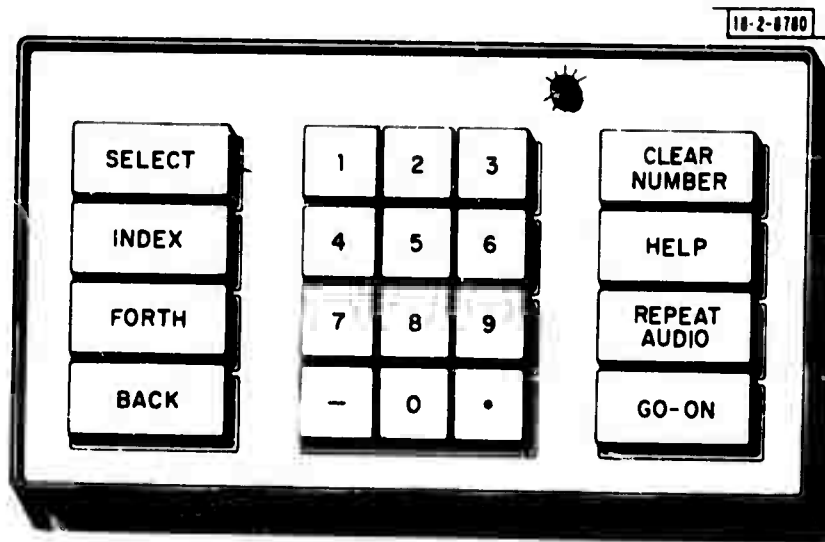 18-2-8780
SELECT
1 2 3
CLEAR
NUMBER
INDEX
4 5 6
HELP
FORTH
7 8 9
REPEAT
AUDIO
BACK
— 0 •
GO-ON